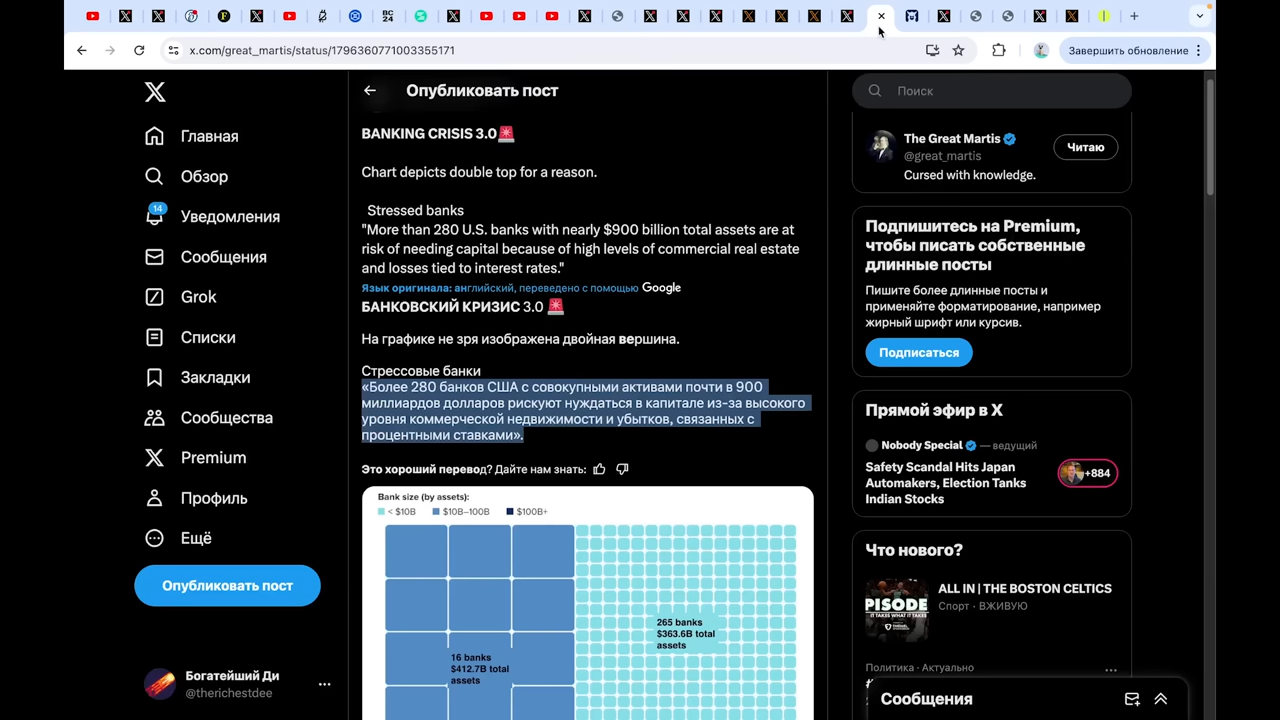 BC
24
x.com/great_martis/status/1796360771003355171
Завершить обновление
Главная
Обзор
14
Уведомления
Сообщения
Grok
Списки
Закладки
Сообщества
Premium
Профиль
Ещё
Опубликовать пост
Богатейший Ди
@therichestdee
Опубликовать пост
BANKING CRISIS 3.0🚨
Chart depicts double top for a reason.
Stressed banks
"More than 280 U.S. banks with nearly $900 billion total assets are at
risk of needing capital because of high levels of commercial real estate
and losses tied to interest rates."
Язык оригинала: английский, переведено с помощью Google
БАНКОВСКИЙ КРИЗИС 3.0 🚨
На графике не зря изображена двойная вершина.
Стрессовые банки
«Более 280 банков США с совокупными активами почти в 900
миллиардов долларов рискуют нуждаться в капитале из-за высокого
уровня коммерческой недвижимости и убытков, связанных с
процентными ставками».
Это хороший перевод? Дайте нам знать:
Bank size (by assets):
< $10B $10B–100B $100B+
16 banks
$412.7B total
assets
265 banks
$363.6B total
assets
Поиск
The Great Martis
@great_martis
Читаю
Cursed with knowledge.
Подпишитесь на Premium,
чтобы писать собственные
длинные посты
Пишите более длинные посты и
применяйте форматирование, например
жирный шрифт или курсив.
Подписаться
Прямой эфир в X
Nobody Special — ведущий
Safety Scandal Hits Japan
Automakers, Election Tanks
Indian Stocks
+884
Что нового?
PISODE
ALL IN | THE BOSTON CELTICS
Спорт · ВЖИВУЮ
Политика · Актуально
Сообщения